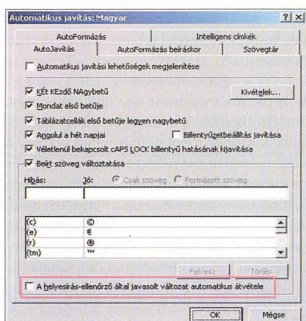 Automatikus javítás: Magyar
AutoFormázás
Intelligens címkék
AutoJavítás
AutoFormázás beíráskor
Szövegtár
Automatikus javítási lehetőségek megjelenítése
KÉt KEzdő NAgybetű
Kivételek...
Mondat első betűje
Táblázatcellák első betűje legyen nagybetű
Angolul a hét napjai
Billentyűzetbeállítás javítása
Véletlenül bekapcsolt cAPS LOCK billentyű hatásának kijavítása
Beírt szöveg változtatása
Hibás:
Jó:
Csak szöveg
Formázott szöveg
(c) ©
(e) €
(r) ®
(tm) ™
Felvesz
Törlés
A helyesírás-ellenőrző által javasolt változat automatikus átvétele
OK
Mégse